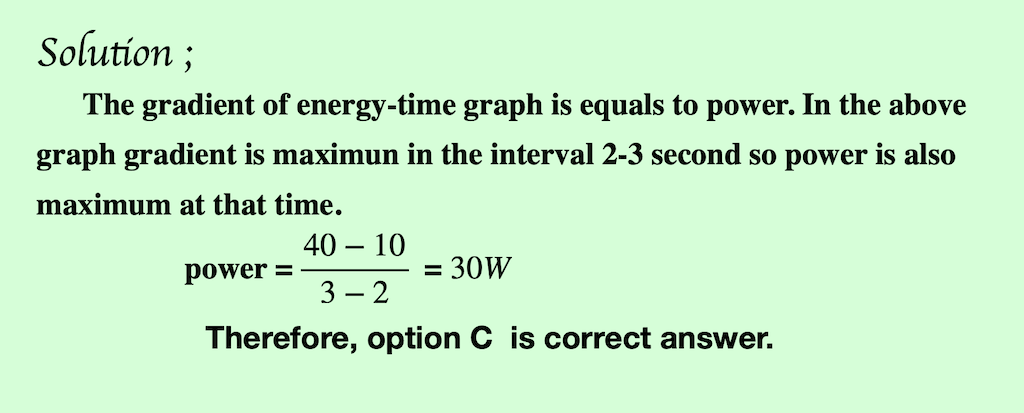 Solution ;
The gradient of energy-time graph is equals to power. In the above
graph gradient is maximun in the interval 2-3 second so power is also
maximum at that time.
power = \frac{40 – 10}{3 – 2} = 30W
Therefore, option C is correct answer.